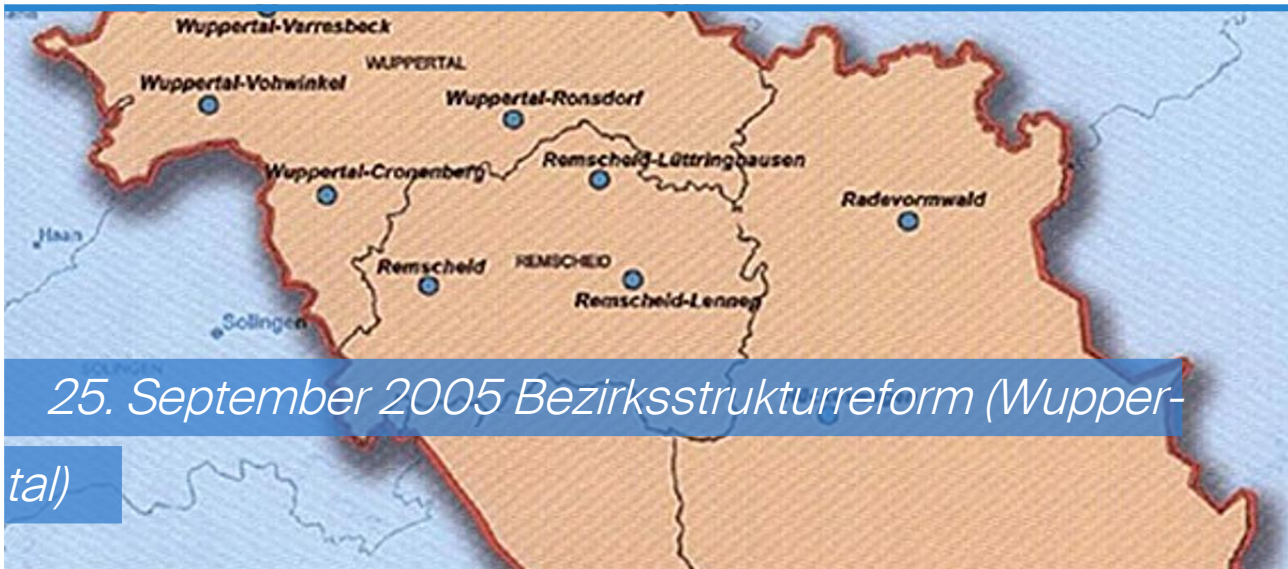 Wuppertal-Varresbeck
WUPPERTAL
Wuppertal-Vohwinkel
Wuppertal-Ronsdorf
Wuppertal-Cronenberg
Remscheid-Lüttringhausen
Radevormwald
Haan
Remscheid
REMSCHEID
Remscheid-Lennep
Solingen
SOLINGEN
25. September 2005 Bezirksstrukturreform (Wupper-
tal)